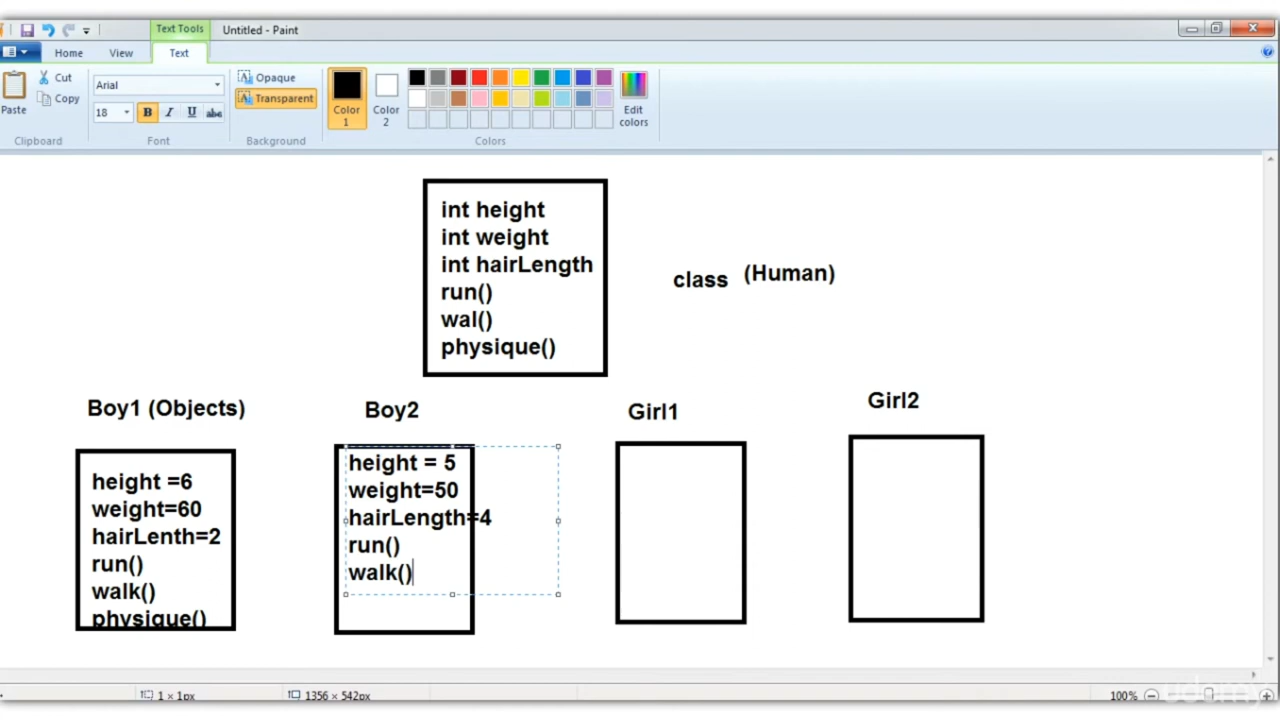 Text Tools
Untitled - Paint
Home
View
Text
Paste
Cut
Copy
Clipboard
Arial
18
B I U abc
Font
Opaque
Transparent
Background
Color 1
Color 2
Edit colors
Colors
int height
int weight
int hairLength
run()
wal()
physique()
class (Human)
Boy1 (Objects)
height =6
weight=60
hairLenth=2
run()
walk()
physique()
Boy2
height = 5
weight=50
hairLength=4
run()
walk()
Girl1
Girl2
1 × 1px
1356 × 542px
100%
udemy